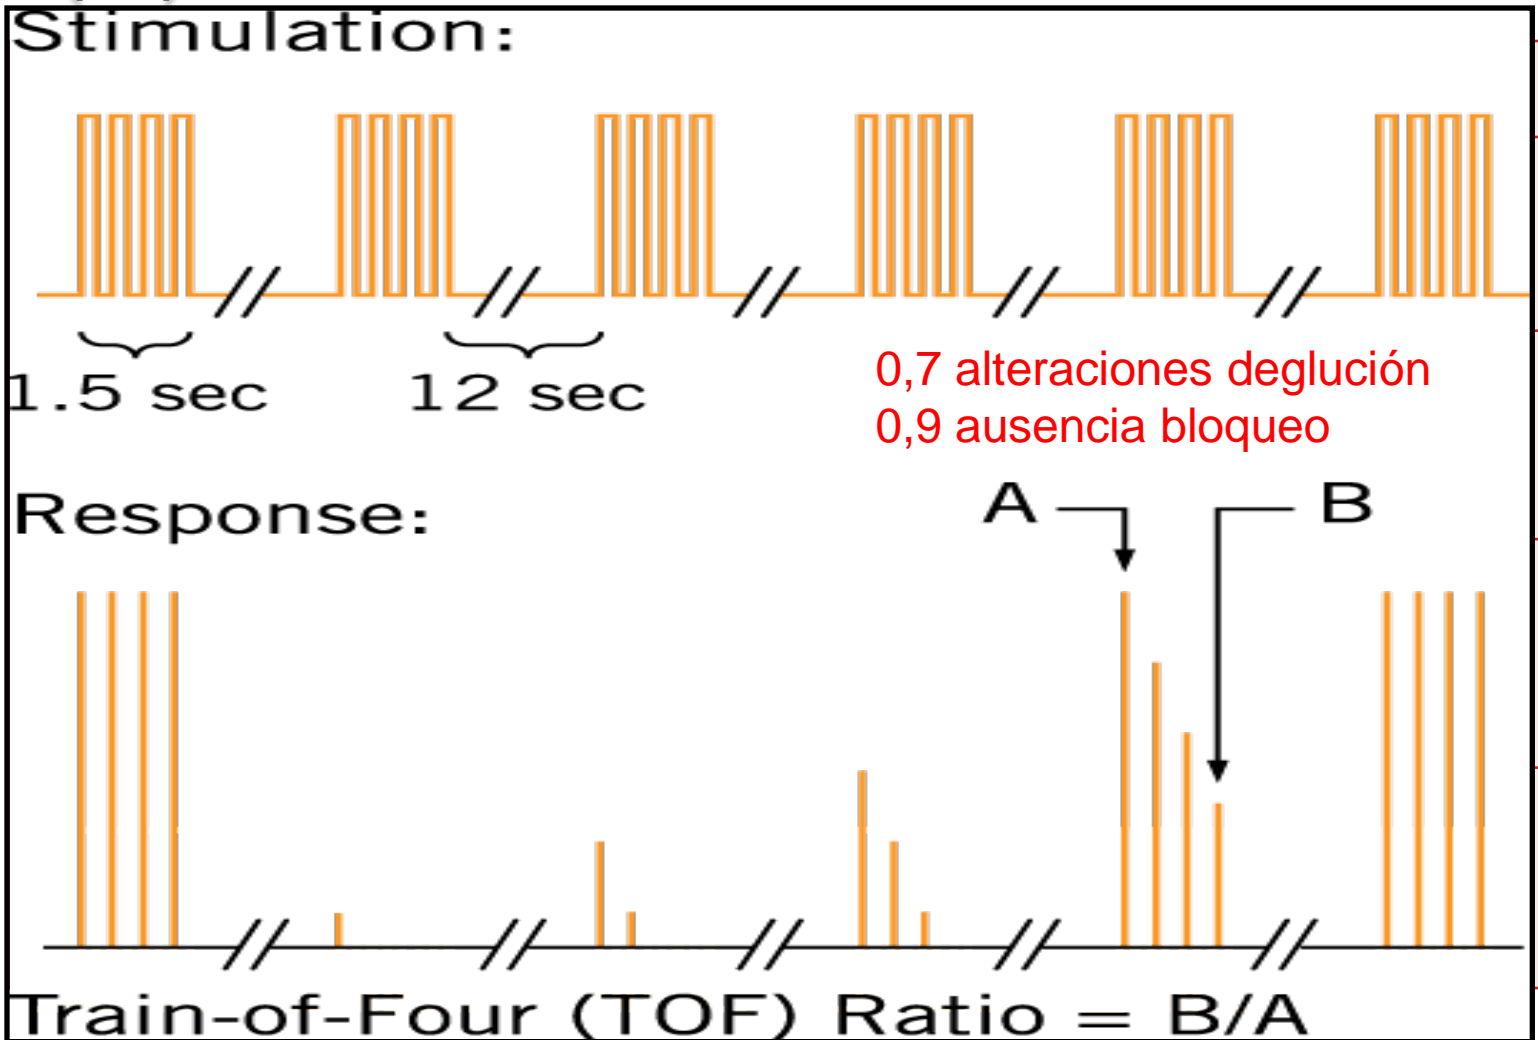 Stimulation:
1.5 sec
12 sec
0,7 alteraciones deglución
0,9 ausencia bloqueo
Response:
A
B
Train-of-Four (TOF) Ratio = B/A